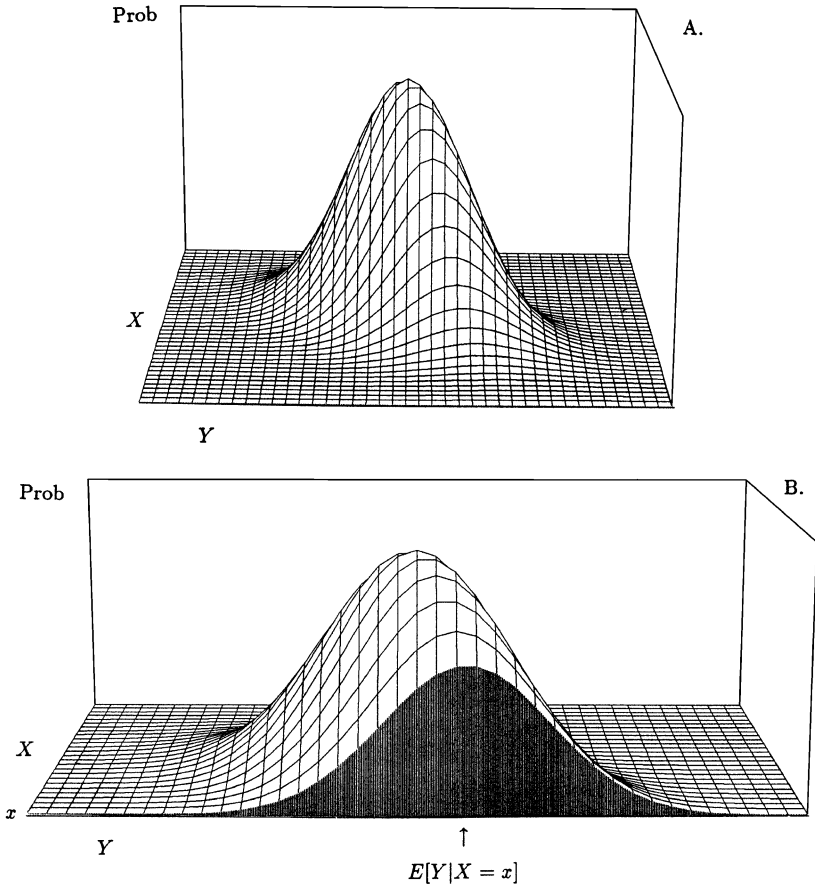 Prob
A.
X
Y
Prob
B.
X
x
Y
↑
E[Y|X = x]